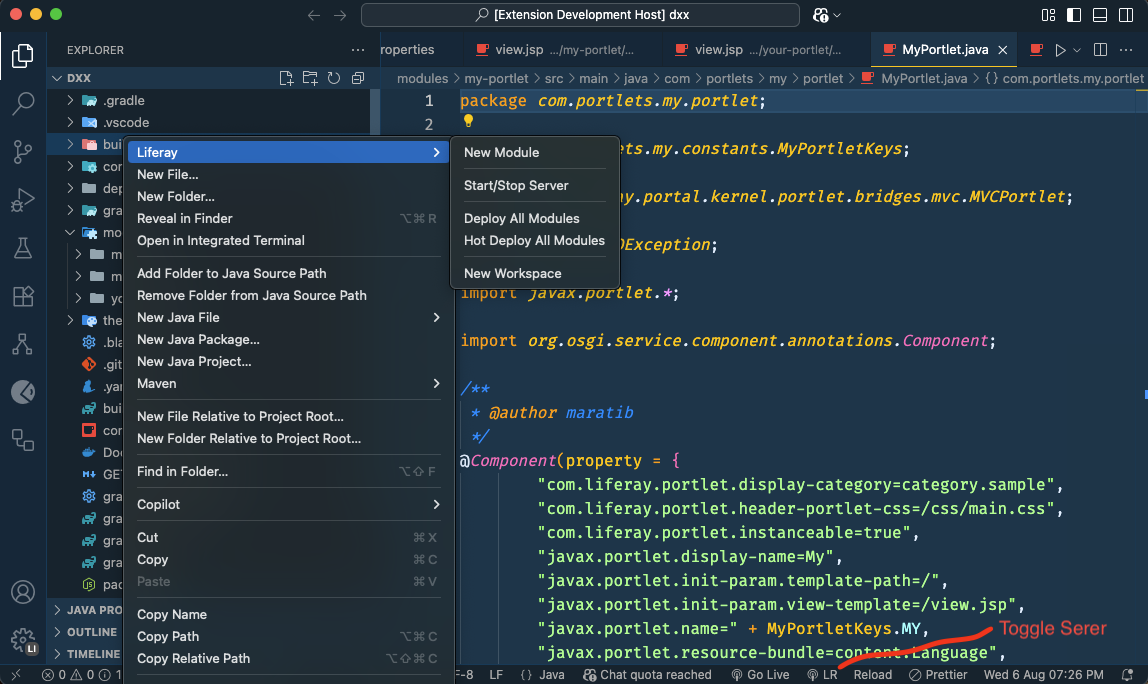 [Extension Development Host] dxx
EXPLORER
roperties
view.jsp .../my-portlet/...
view.jsp .../your-portlet/...
MyPortlet.java
DXX
modules > my-portlet > src > main > java > com > portlets > my > portlet > MyPortlet.java > {} com.portlets.my.portlet
.gradle
.vscode
bui
con
dep
gra
mo
m
m
yo
the
.bla
.git
.yar
bui
con
Doc
GET
gra
gra
gra
gra
pac
JAVA PRO
OUTLINE
TIMELINE
LI
Liferay
New File...
New Folder...
Reveal in Finder ⌥⌘R
Open in Integrated Terminal
Add Folder to Java Source Path
Remove Folder from Java Source Path
New Java File
New Java Package...
New Java Project...
Maven
New File Relative to Project Root...
New Folder Relative to Project Root...
Find in Folder... ⌥⇧F
Copilot
Cut ⌘X
Copy ⌘C
Paste ⌘V
Copy Name
Copy Path ⌥⌘C
Copy Relative Path ⌥⇧⌘C
New Module
Start/Stop Server
Deploy All Modules
Hot Deploy All Modules
New Workspace
1 package com.portlets.my.portlet;
2
ets.my.constants.MyPortletKeys;
ay.portal.kernel.portlet.bridges.mvc.MVCPortlet;
OException;
import javax.portlet.*;
import org.osgi.service.component.annotations.Component;
/**
* @author maratib
*/
@Component(property = {
"com.liferay.portlet.display-category=category.sample",
"com.liferay.portlet.header-portlet-css=/css/main.css",
"com.liferay.portlet.instanceable=true",
"javax.portlet.display-name=My",
"javax.portlet.init-param.template-path=/",
"javax.portlet.init-param.view-template=/view.jsp",
"javax.portlet.name=" + MyPortletKeys.MY,
"javax.portlet.resource-bundle=content.Language",
Toggle Serer
0 0 1 F-8 LF {} Java Chat quota reached Go Live LR Reload Prettier Wed 6 Aug 07:26 PM